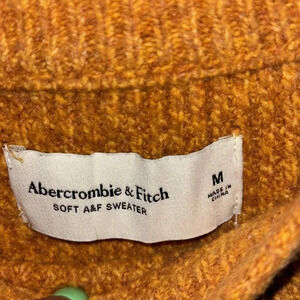 Abercrombie & Fitch
SOFT A&F SWEATER
M
MADE IN
CHINA